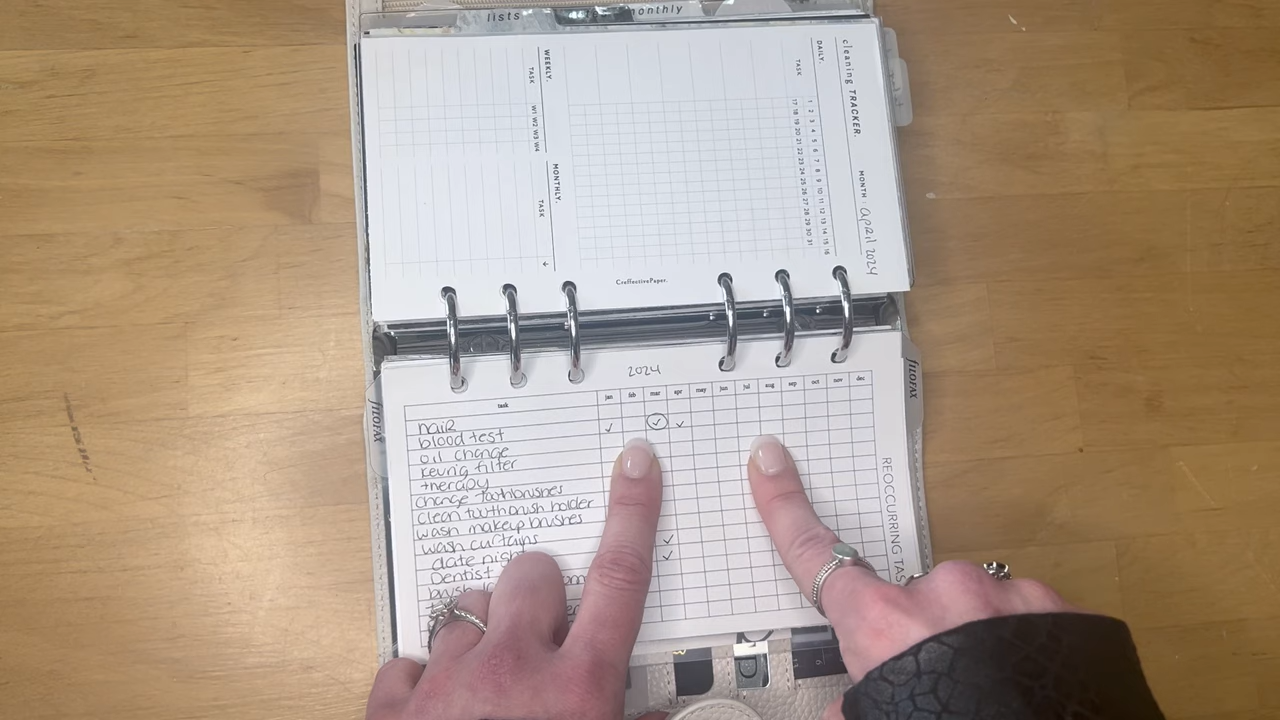 lists
monthly
cleaning TRACKER.
MONTH: april 2024
DAILY.
TASK
1 2 3 4 5 6 7 8 9 10 11 12 13 14 15 16
17 18 19 20 21 22 23 24 25 26 27 28 29 30 31
WEEKLY.
TASK W1 W2 W3 W4
MONTHLY.
TASK
CraffectivePaper.
2024
task jan feb mar apr may jun jul aug sep oct nov dec
hair
blood test
oil change
keurig filter
therapy
change toothbrushes
clean toothbrush holder
wash makeup brushes
wash curtains
date night
Dentist
brush
REOCCURRING TAS
FILOFAX
FILOFAX